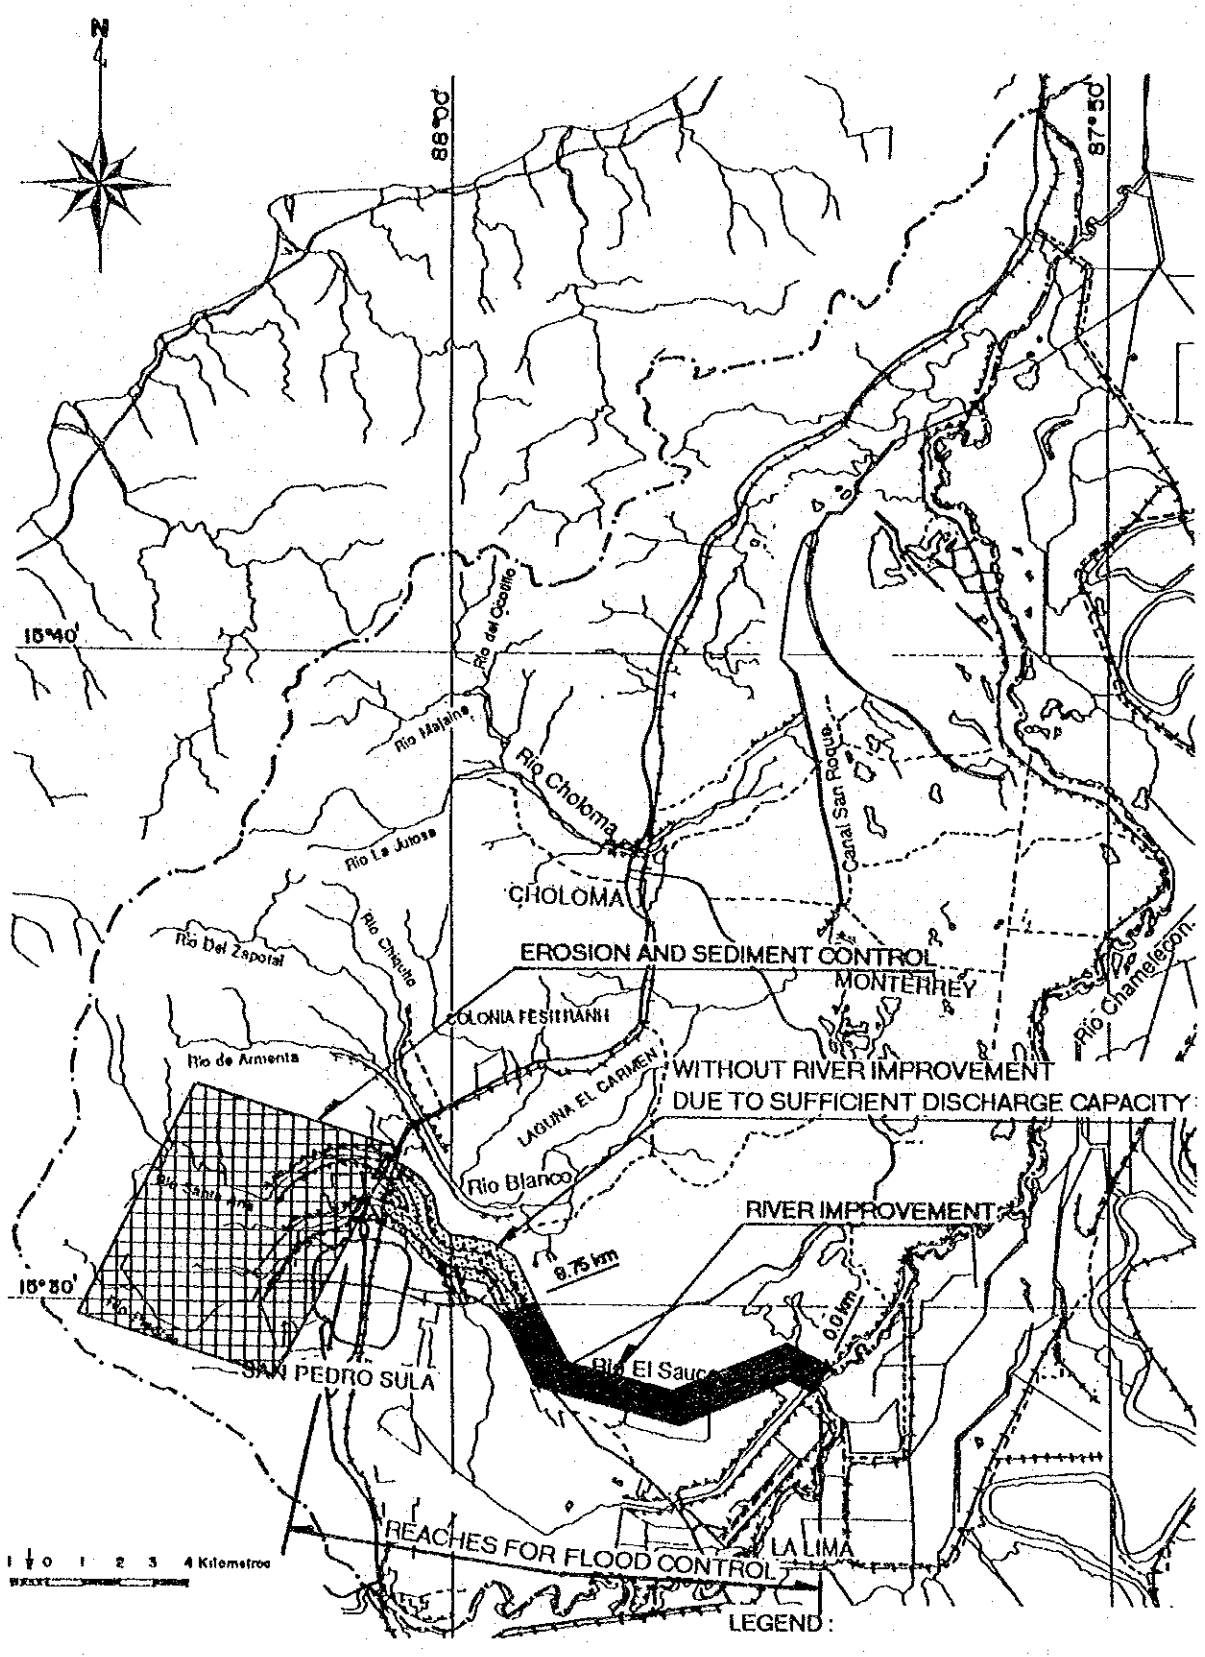 N
88°00'
87°50'
15°40'
Rio del Ocotillo
Rio Majaine
Rio Choloma
Canal San Roque
Rio La Jutosa
CHOLOMA
Rio Chiquito
Rio Del Zapotal
EROSION AND SEDIMENT CONTROL
MONTERREY
Rio Chamelecon
Rio de Armenta
LAGUNA EL CARMEN
WITHOUT RIVER IMPROVEMENT
DUE TO SUFFICIENT DISCHARGE CAPACITY
Rio Santa Ana
Rio Blanco
RIVER IMPROVEMENT
8.75 km
15°30'
0.0 km
Rio El Sauce
SAN PEDRO SULA
REACHES FOR FLOOD CONTROL
LA LIMA
1 0 1 2 3 4 Kilometros
LEGEND :